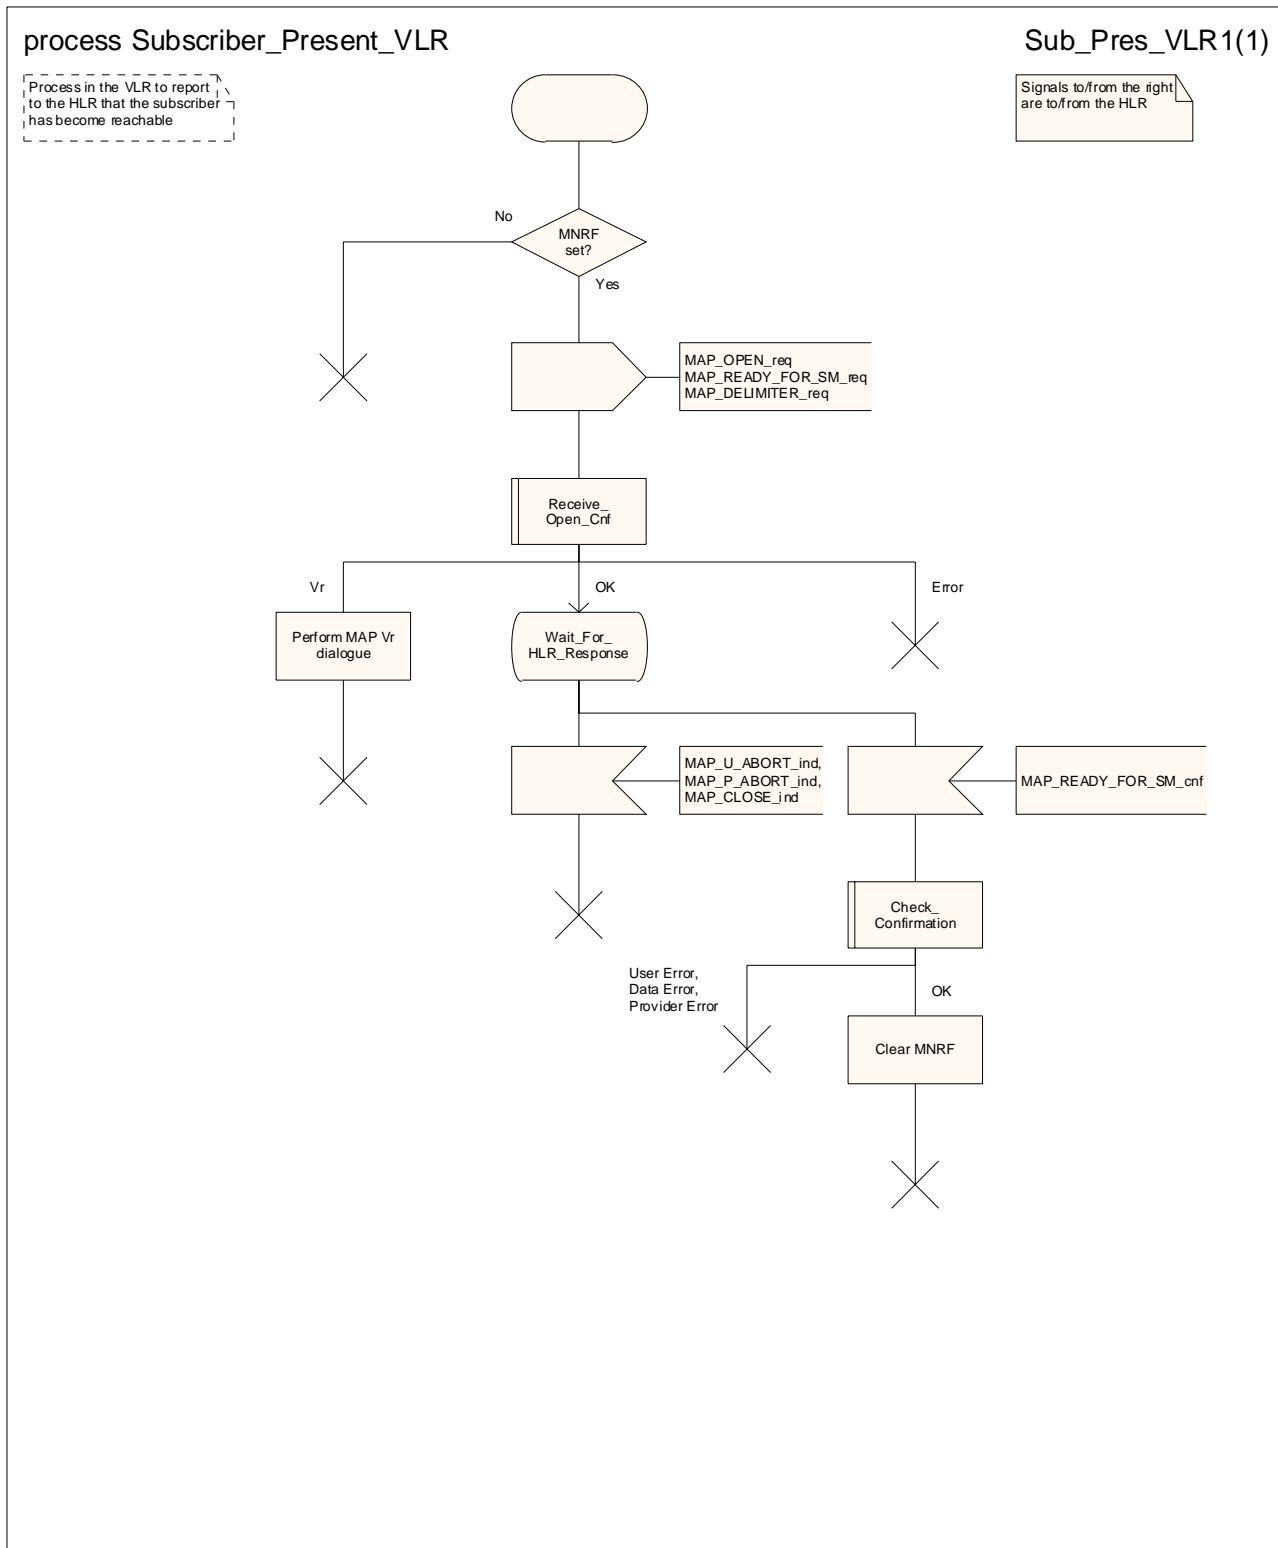 process Subscriber_Present_VLR
Sub_Pres_VLR1(1)
Process in the VLR to report
to the HLR that the subscriber
has become reachable
Signals to/from the right
are to/from the HLR
No
MNRF
set?
Yes
MAP_OPEN_req
MAP_READY_FOR_SM_req
MAP_DELIMITER_req
Receive_
Open_Cnf
Vr
OK
Error
Perform MAP Vr
dialogue
Wait_For_
HLR_Response
MAP_U_ABORT_ind,
MAP_P_ABORT_ind,
MAP_CLOSE_ind
MAP_READY_FOR_SM_cnf
Check_
Confirmation
User Error,
Data Error,
Provider Error
OK
Clear MNRF